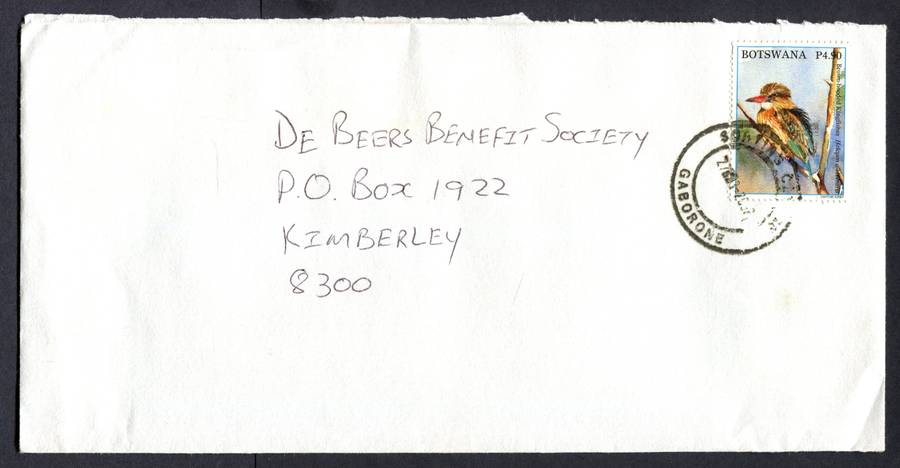 BOTSWANA P4.90
DE BEERS BENEFIT SOCIETY
P.O. BOX 1922
KIMBERLEY
8300
GABORONE